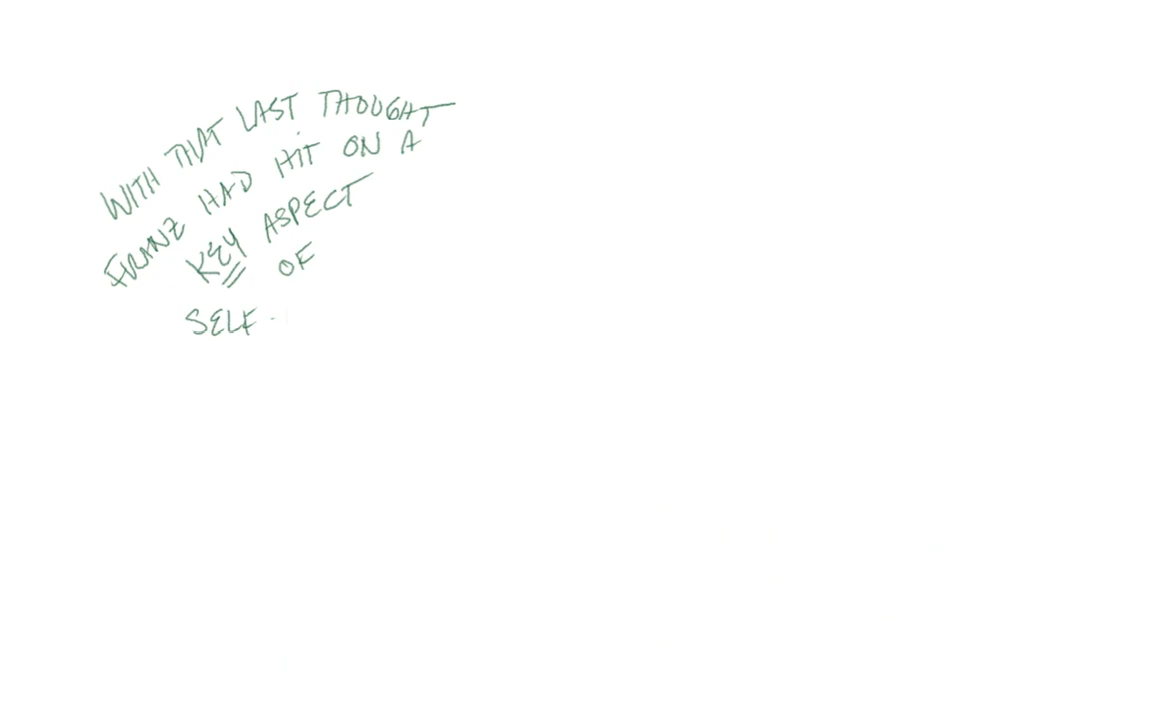 WITH THAT LAST THOUGHT
FRANZ HAD HIT ON A
KEY ASPECT
OF
SELF -